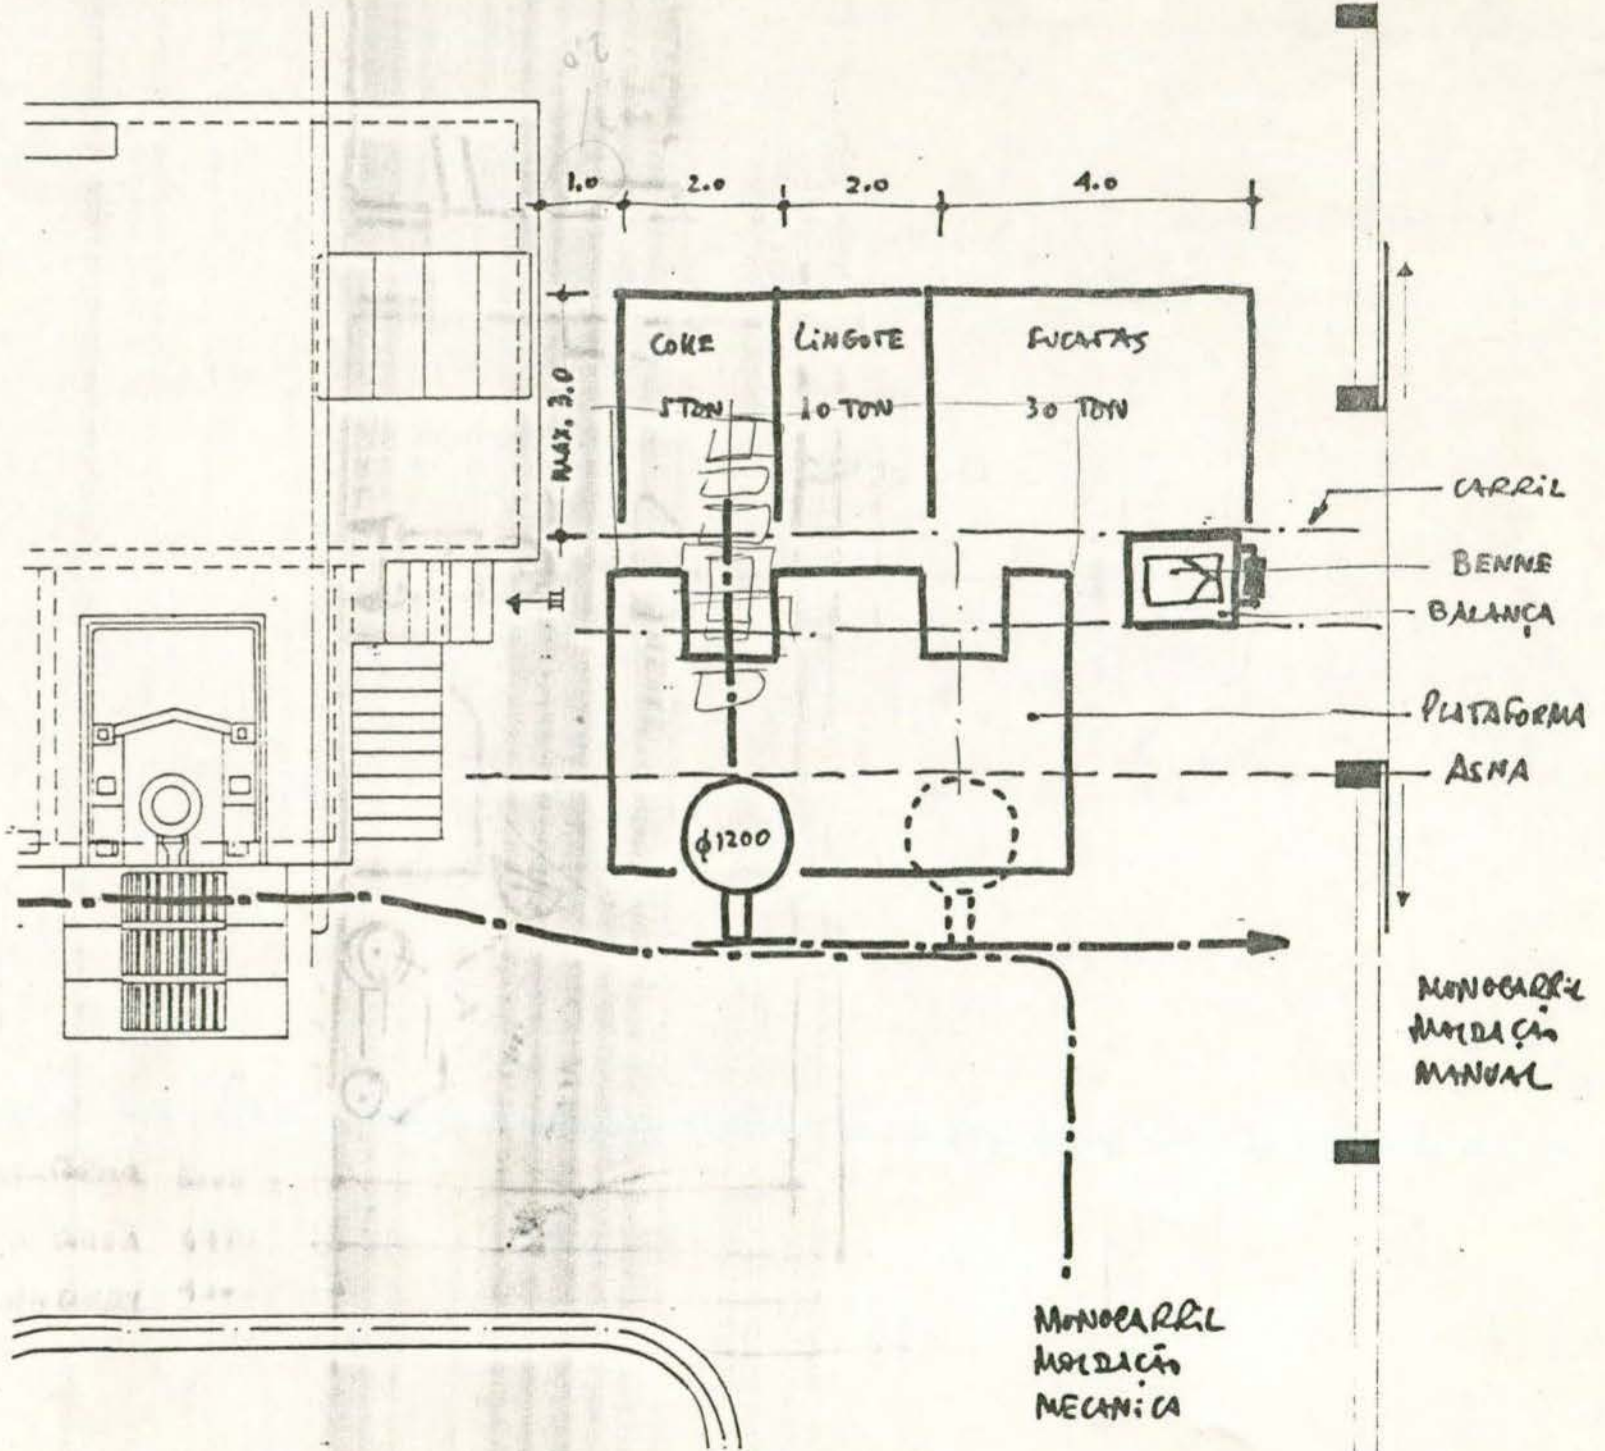 1.0 2.0 2.0 4.0
MAX. 3.0
COKE
5 TON
LINGOTE
10 TON
SUCATAS
30 TON
CARRIL
BENNE
BALANÇA
III
PLATAFORMA
ASNA
ϕ1200
MONOCARRIL
MOLDAÇÃO
MANUAL
MONOCARRIL
MOLDAÇÃO
MECANICA